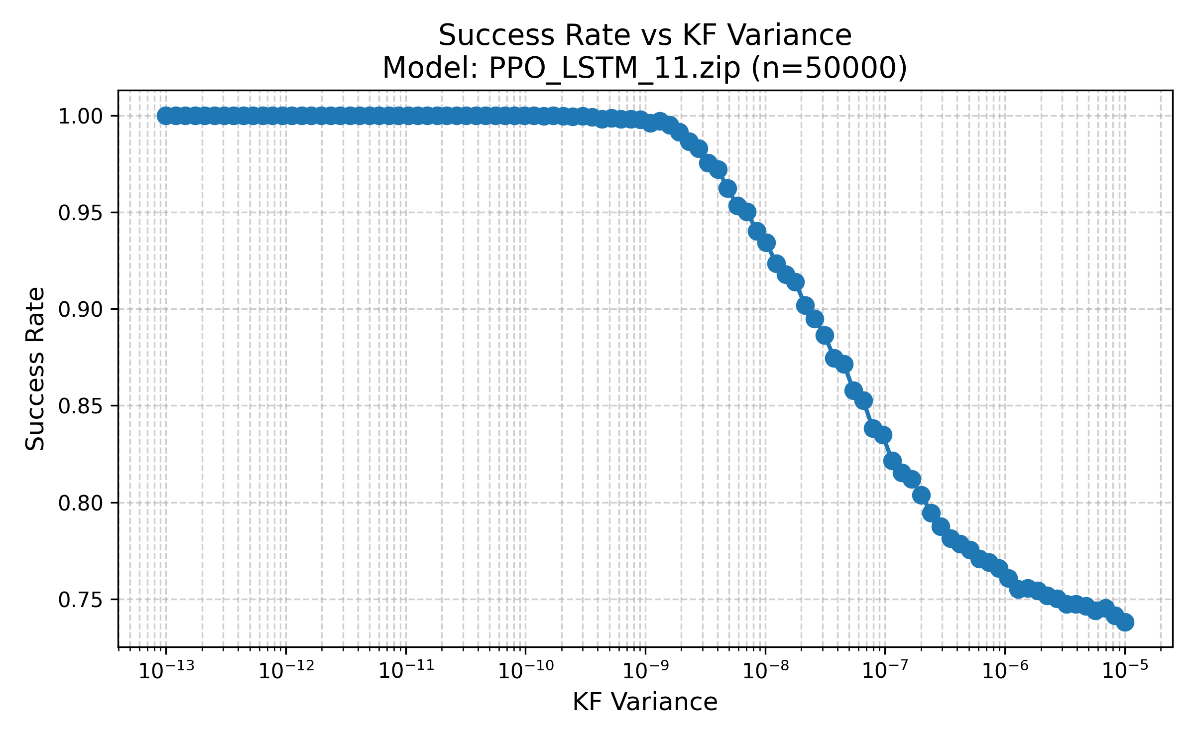 Success Rate vs KF Variance
Model: PPO_LSTM_11.zip (n=50000)
Success Rate
1.00
0.95
0.90
0.85
0.80
0.75
10⁻¹³ 10⁻¹² 10⁻¹¹ 10⁻¹⁰ 10⁻⁹ 10⁻⁸ 10⁻⁷ 10⁻⁶ 10⁻⁵
KF Variance